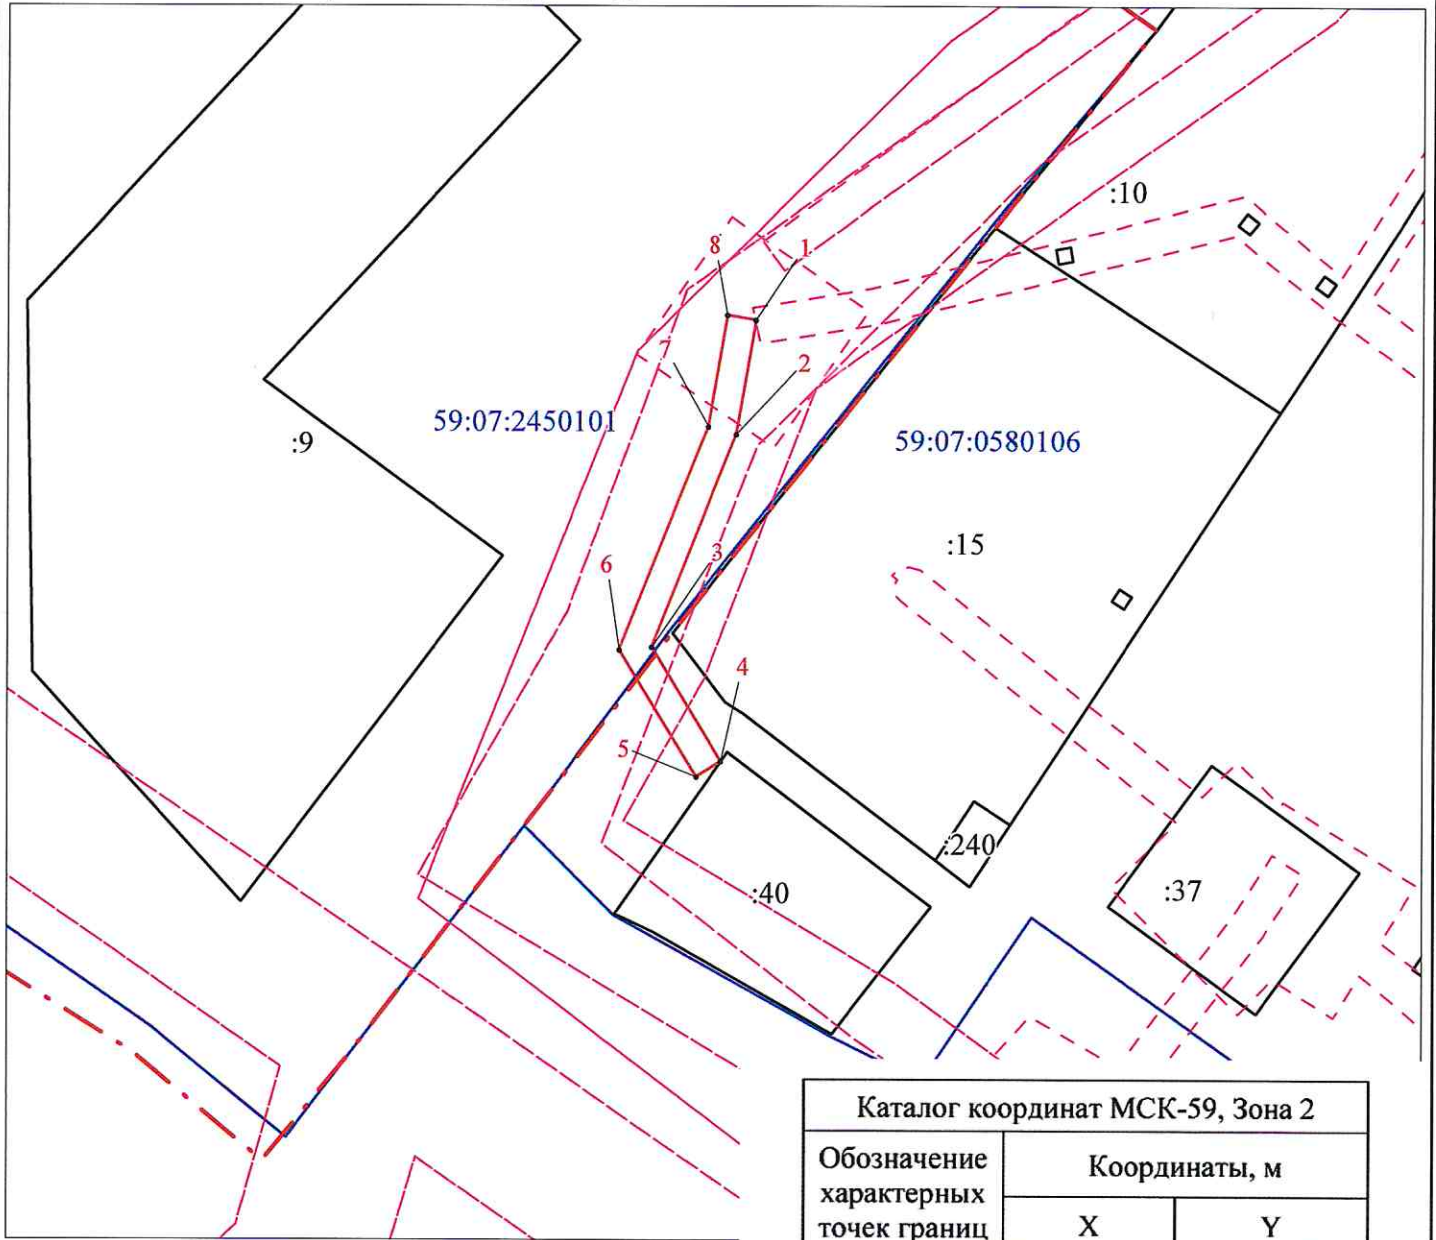 :10
8
1
7
2
59:07:2450101
:9
59:07:0580106
:15
3
6
4
5
:240
:40
:37
Каталог координат МСК-59, Зона 2
Обозначение
характерных
точек границ
Координаты, м
X
Y